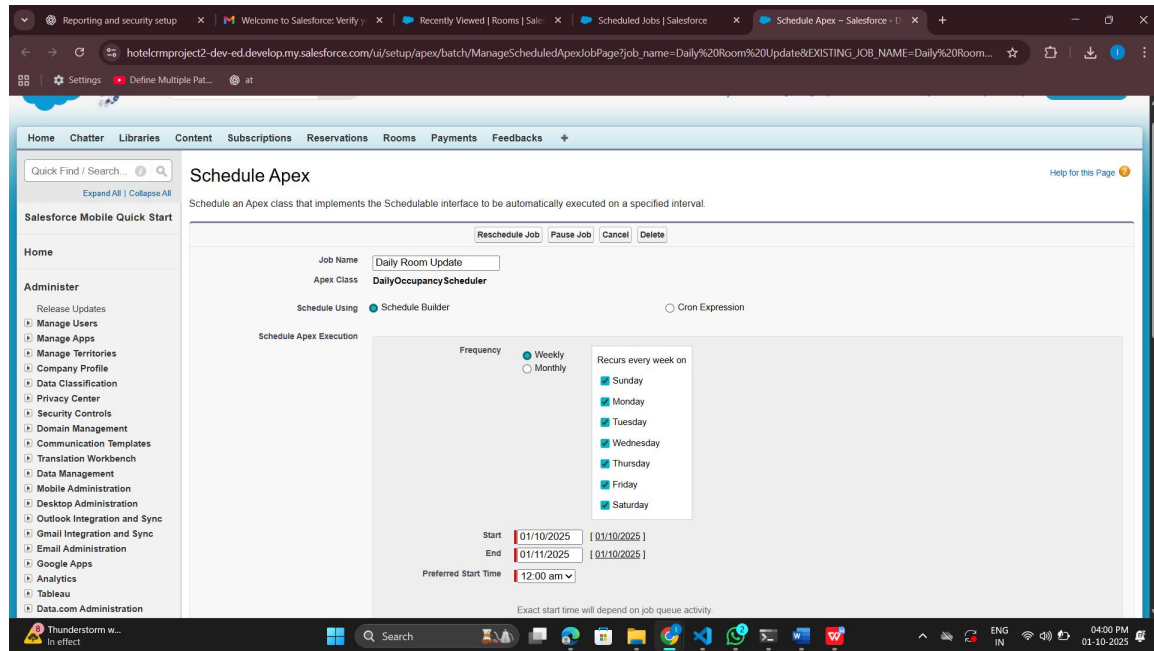 Reporting and security setup
Welcome to Salesforce: Verify y
Recently Viewed | Rooms | Sale
Scheduled Jobs | Salesforce
Schedule Apex ~ Salesforce - D
hotelcrmproject2-dev-ed.develop.my.salesforce.com/ui/setup/apex/batch/ManageScheduledApexJobPage?job_name=Daily%20Room%20Update&EXISTING_JOB_NAME=Daily%20Room...
Settings Define Multiple Pat... at
Home Chatter Libraries Content Subscriptions Reservations Rooms Payments Feedbacks +
Quick Find / Search...
Expand All | Collapse All
Salesforce Mobile Quick Start
Home
Administer
Release Updates
Manage Users
Manage Apps
Manage Territories
Company Profile
Data Classification
Privacy Center
Security Controls
Domain Management
Communication Templates
Translation Workbench
Data Management
Mobile Administration
Desktop Administration
Outlook Integration and Sync
Gmail Integration and Sync
Email Administration
Google Apps
Analytics
Tableau
Data.com Administration
Schedule Apex
Help for this Page
Schedule an Apex class that implements the Schedulable interface to be automatically executed on a specified interval.
Reschedule Job Pause Job Cancel Delete
Job Name Daily Room Update
Apex Class DailyOccupancyScheduler
Schedule Using Schedule Builder Cron Expression
Schedule Apex Execution
Frequency Weekly
Monthly
Recurs every week on
Sunday
Monday
Tuesday
Wednesday
Thursday
Friday
Saturday
Start 01/10/2025 [ 01/10/2025 ]
End 01/11/2025 [ 01/10/2025 ]
Preferred Start Time 12:00 am
Exact start time will depend on job queue activity.
8
Thunderstorm w...
In effect
Search
2
ENG
IN
04:00 PM
01-10-2025